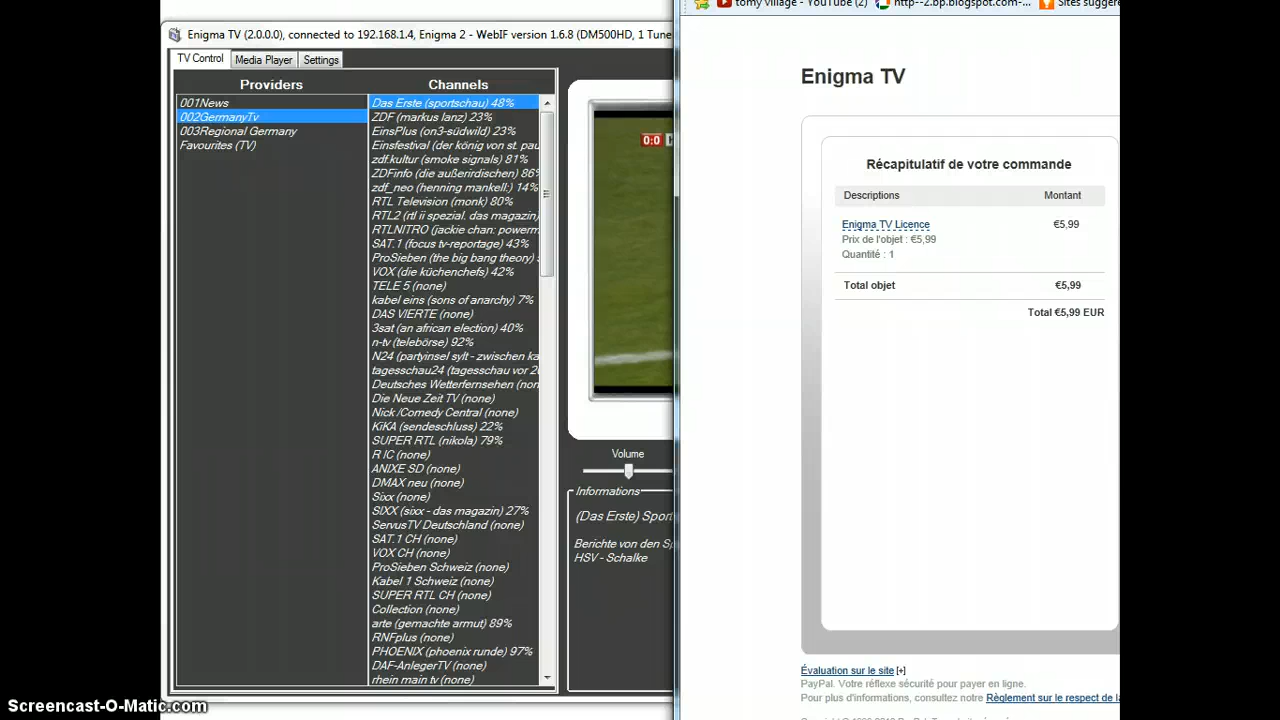 Enigma TV (2.0.0.0), connected to 192.168.1.4, Enigma 2 - WebIF version 1.6.8 (DM500HD, 1 Tune
TV Control
Media Player
Settings
Providers
001News
002GermanyTv
003Regional Germany
Favourites (TV)
Channels
Das Erste (sportschau) 48%
ZDF (markus lanz) 23%
EinsPlus (on3-südwild) 23%
Einsfestival (der könig von st. pau
zdf.kultur (smoke signals) 81%
ZDFinfo (die außerirdischen) 86%
zdf_neo (henning mankell:) 14%
RTL Television (monk) 80%
RTL2 (rtl ii spezial. das magazin)
RTLNITRO (jackie chan: powerm
SAT.1 (focus tv-reportage) 43%
ProSieben (the big bang theory)
VOX (die küchenchefs) 42%
TELE 5 (none)
kabel eins (sons of anarchy) 7%
DAS VIERTE (none)
3sat (an african election) 40%
n-tv (telebörse) 92%
N24 (partyinsel sylt - zwischen ka
tagesschau24 (tagesschau vor 20
Deutsches Wetterfernsehen (non
Die Neue Zeit TV (none)
Nick /Comedy Central (none)
KiKA (sendeschluss) 22%
SUPER RTL (nikola) 79%
R IC (none)
ANIXE SD (none)
DMAX neu (none)
Sixx (none)
SIXX (sixx - das magazin) 27%
ServusTV Deutschland (none)
SAT.1 CH (none)
VOX CH (none)
ProSieben Schweiz (none)
Kabel 1 Schweiz (none)
SUPER RTL CH (none)
Collection (none)
arte (gemachte armut) 89%
RNFplus (none)
PHOENIX (phoenix runde) 97%
DAF-AnlegerTV (none)
rhein main tv (none)
0:0
Volume
Informations
(Das Erste) Sport
Berichte von den Sp
HSV - Schalke
tomy village - YouTube (2)
http--2.bp.blogspot.com-...
Sites suggére
Enigma TV
Récapitulatif de votre commande
Descriptions Montant
Enigma TV Licence €5,99
Prix de l'objet : €5,99
Quantité : 1
Total objet €5,99
Total €5,99 EUR
Évaluation sur le site [+]
PayPal. Votre réflexe sécurité pour payer en ligne.
Pour plus d'informations, consultez notre Règlement sur le respect de la
Screencast-O-Matic.com